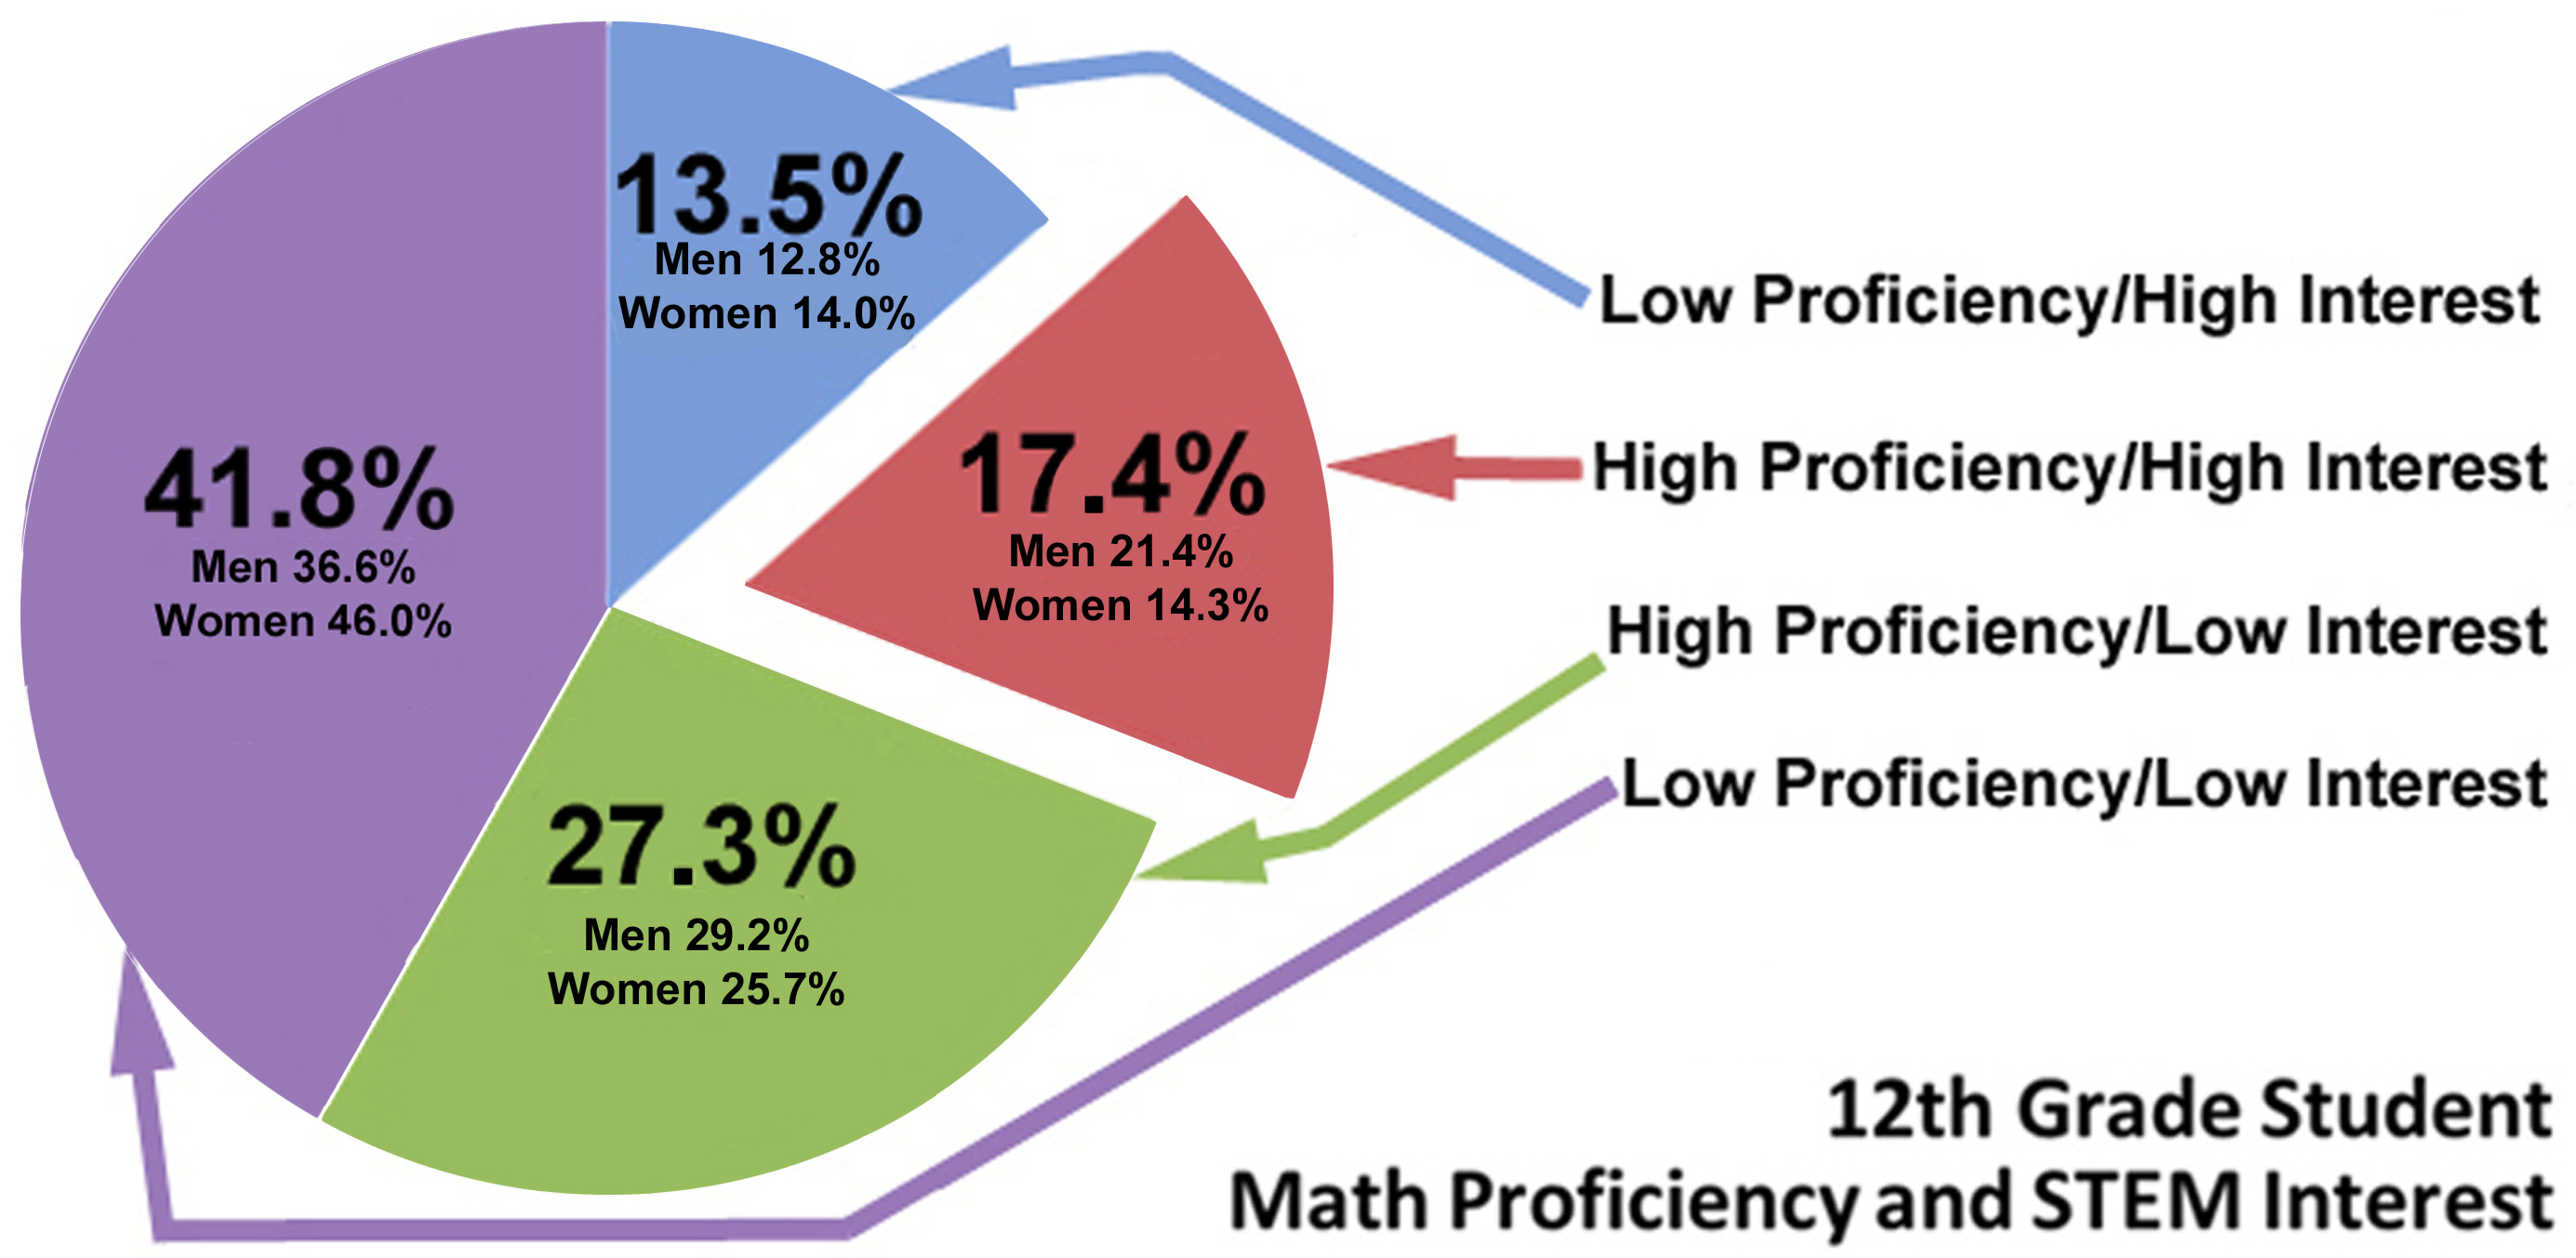 13.5%
Men 12.8%
Women 14.0%
17.4%
Men 21.4%
Women 14.3%
41.8%
Men 36.6%
Women 46.0%
27.3%
Men 29.2%
Women 25.7%
Low Proficiency/High Interest
High Proficiency/High Interest
High Proficiency/Low Interest
Low Proficiency/Low Interest
12th Grade Student
Math Proficiency and STEM Interest